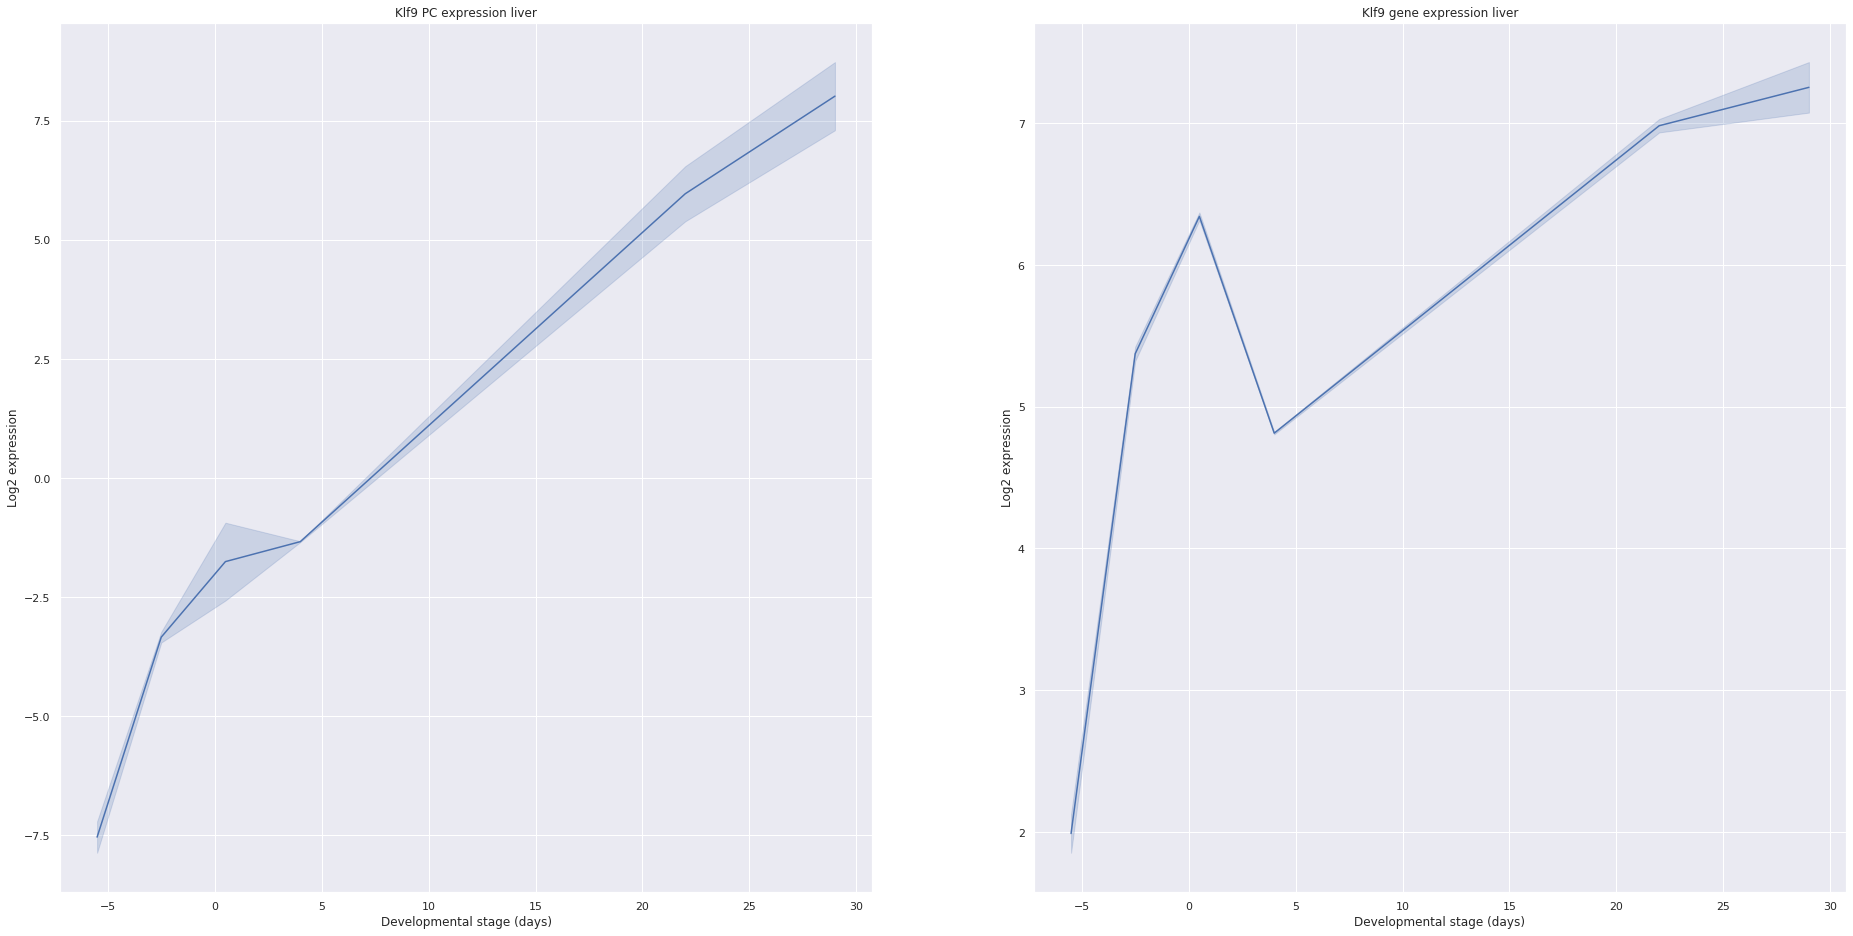 Klf9 PC expression liver
Log2 expression
7.5
5.0
2.5
0.0
−2.5
−5.0
−7.5
−5 0 5 10 15 20 25 30
Developmental stage (days)
Klf9 gene expression liver
Log2 expression
7
6
5
4
3
2
−5 0 5 10 15 20 25 30
Developmental stage (days)